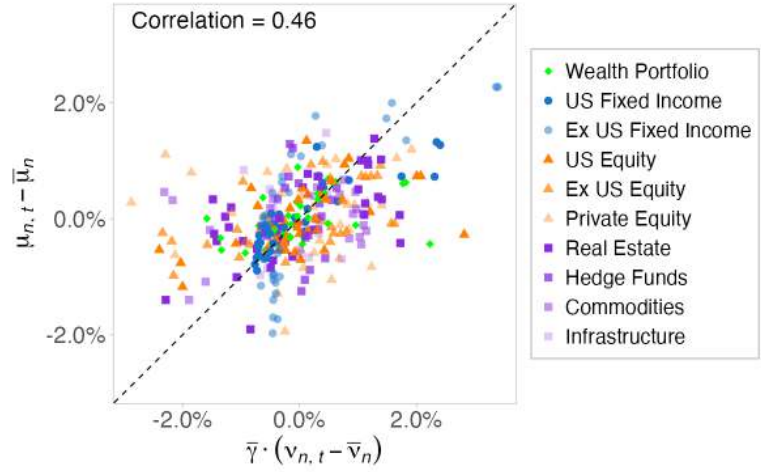 Correlation = 0.46
2.0%
0.0%
-2.0%
μn, t − μ̅n
-2.0% 0.0% 2.0%
γ̅ · (νn, t − ν̅n)
Wealth Portfolio
US Fixed Income
Ex US Fixed Income
US Equity
Ex US Equity
Private Equity
Real Estate
Hedge Funds
Commodities
Infrastructure